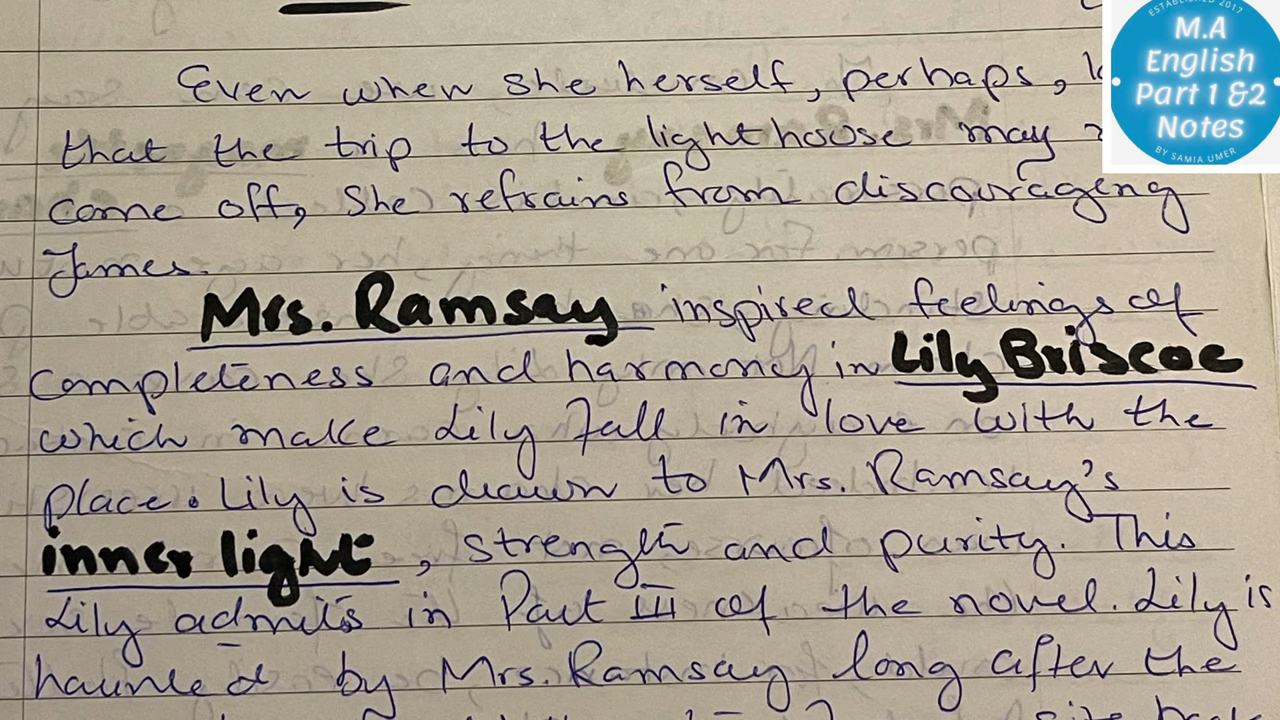 Even when she herself, perhaps,
that the trip to the lighthouse may
come off, She refrains from discouraging
James.
Mrs. Ramsay inspired feelings of
completeness and harmony in Lily Briscoe
which make Lily fall in love with the
place. Lily is drawn to Mrs. Ramsay's
inner light, strength and purity. This
Lily admits in Part III of the novel. Lily is
haunted by Mrs. Ramsay long after the
ESTABLISHED 2017
M.A
English
Part 1 &2
Notes
BY SAMIA UMER